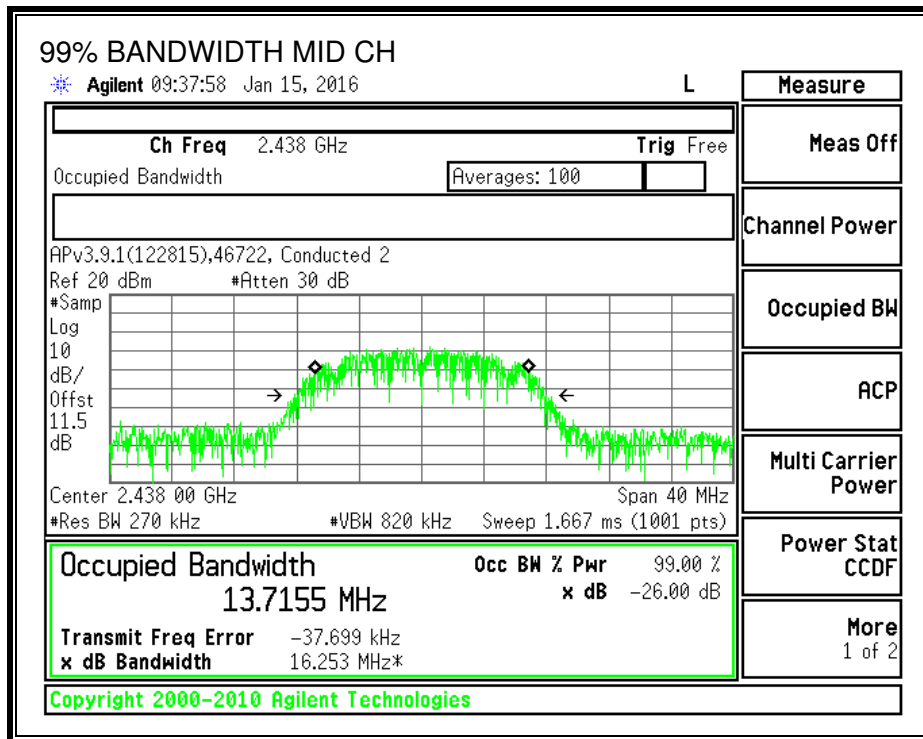 99% BANDWIDTH MID CH
Agilent 09:37:58 Jan 15, 2016 L
Measure
Ch Freq 2.438 GHz Trig Free
Meas Off
Occupied Bandwidth Averages: 100
Channel Power
APv3.9.1(122815),46722, Conducted 2
Ref 20 dBm #Atten 30 dB
#Samp
Log
10
dB/
Offst
11.5
dB
Occupied BW
ACP
Multi Carrier
Power
Center 2.438 00 GHz Span 40 MHz
#Res BW 270 kHz #VBW 820 kHz Sweep 1.667 ms (1001 pts)
Power Stat
CCDF
Occupied Bandwidth Occ BW % Pwr 99.00 %
13.7155 MHz x dB -26.00 dB
Transmit Freq Error -37.699 kHz
x dB Bandwidth 16.253 MHz*
More
1 of 2
Copyright 2000-2010 Agilent Technologies